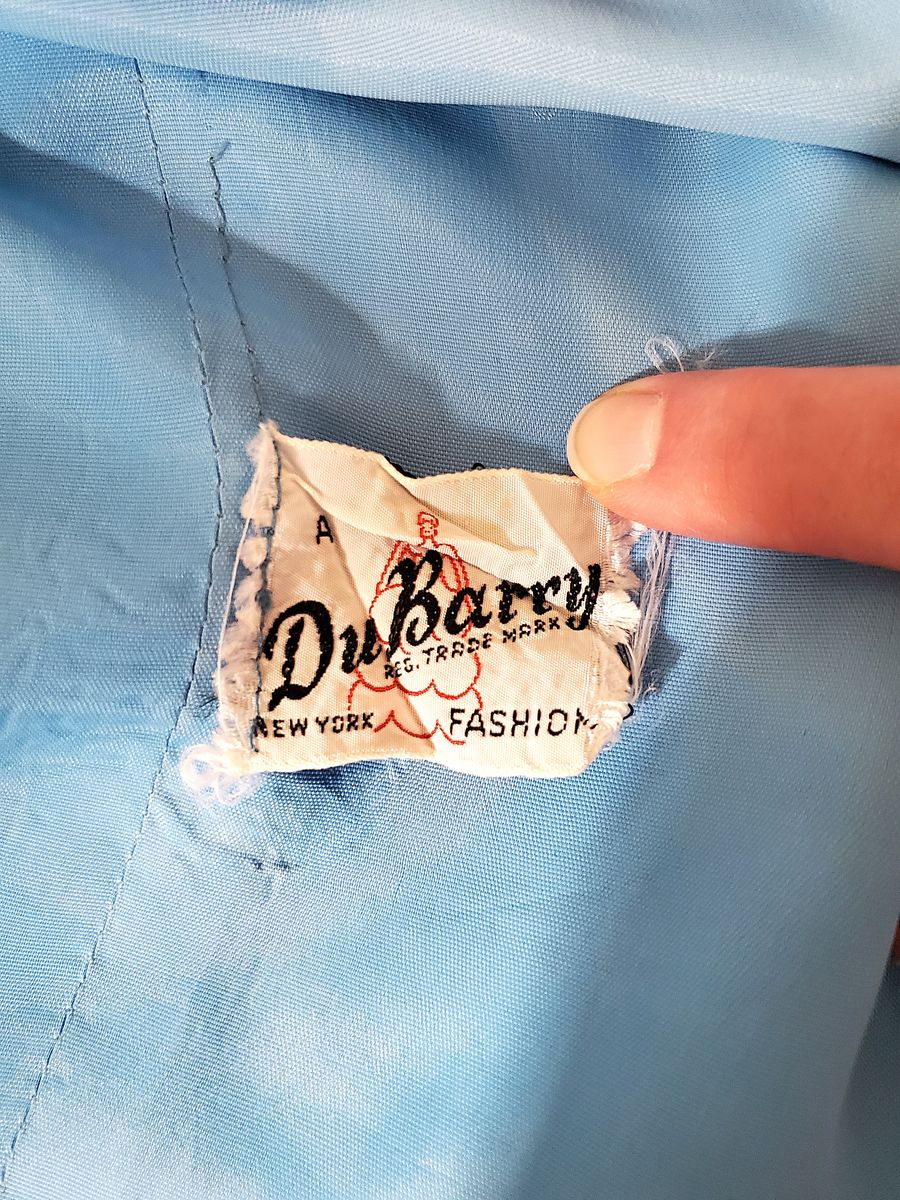 A
DuBarry
REG. TRADE MARK
NEW YORK FASHION